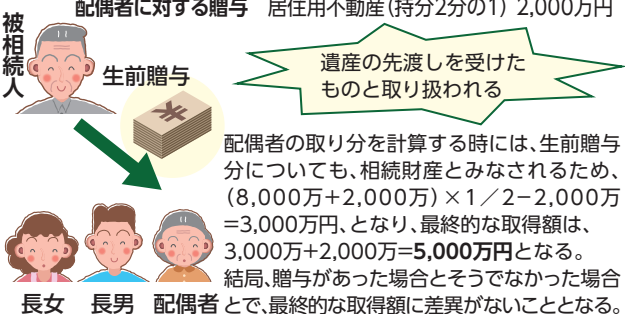 配偶者に対する贈与 居住用不動産(持分2分の1) 2,000万円
被相続人
生前贈与
遺産の先渡しを受けた
ものと取り扱われる
配偶者の取り分を計算する時には、生前贈与
分についても、相続財産とみなされるため、
(8,000万+2,000万)×1/2−2,000万
=3,000万円、となり、最終的な取得額は、
3,000万+2,000万=5,000万円となる。
結局、贈与があった場合とそうでなかった場合
とで、最終的な取得額に差異がないこととなる。
長女 長男 配偶者